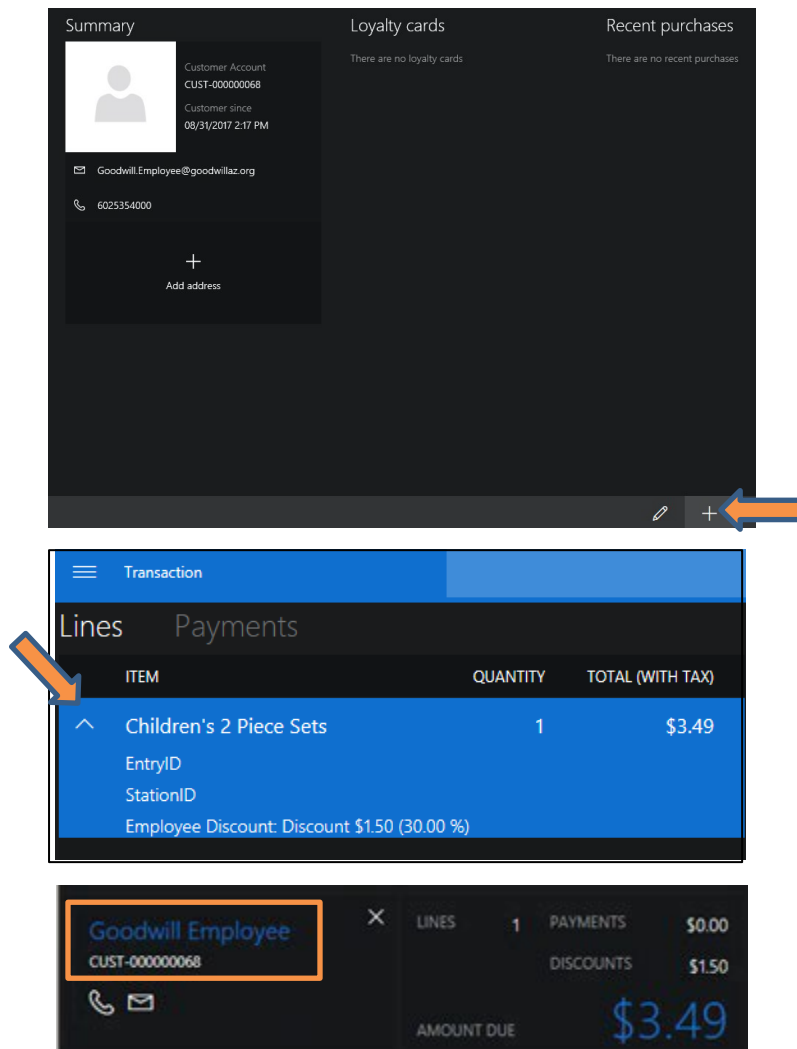 Summary
Loyalty cards
Recent purchases
Customer Account
CUST-000000068
Customer since
08/31/2017 2:17 PM
There are no loyalty cards
There are no recent purchases
Goodwill.Employee@goodwillaz.org
6025354000
Add address
Transaction
Lines Payments
ITEM QUANTITY TOTAL (WITH TAX)
Children's 2 Piece Sets 1 $3.49
EntryID
StationID
Employee Discount: Discount $1.50 (30.00 %)
Goodwill Employee
CUST-000000068
LINES 1 PAYMENTS $0.00
DISCOUNTS $1.50
AMOUNT DUE $3.49